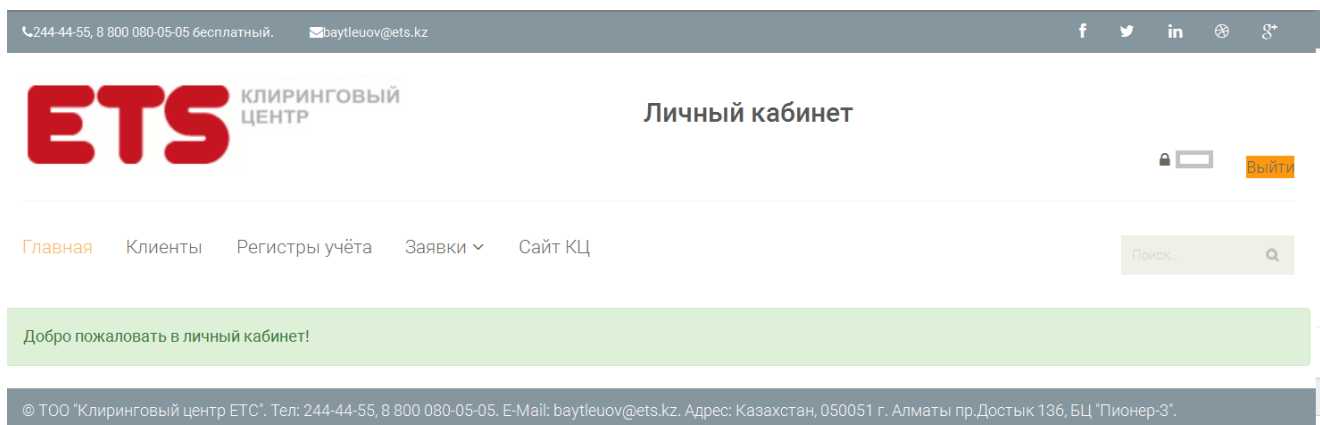 244-44-55, 8 800 080-05-05 бесплатный. baytleuov@ets.kz
ETS КЛИРИНГОВЫЙ
ЦЕНТР
Личный кабинет
Выйти
Главная Клиенты Регистры учёта Заявки Сайт КЦ
Поиск..
Добро пожаловать в личный кабинет!
© ТОО "Клиринговый центр ЕТС". Тел: 244-44-55, 8 800 080-05-05. E-Mail: baytleuov@ets.kz. Адрес: Казахстан, 050051 г. Алматы пр.Достык 136, БЦ "Пионер-3".